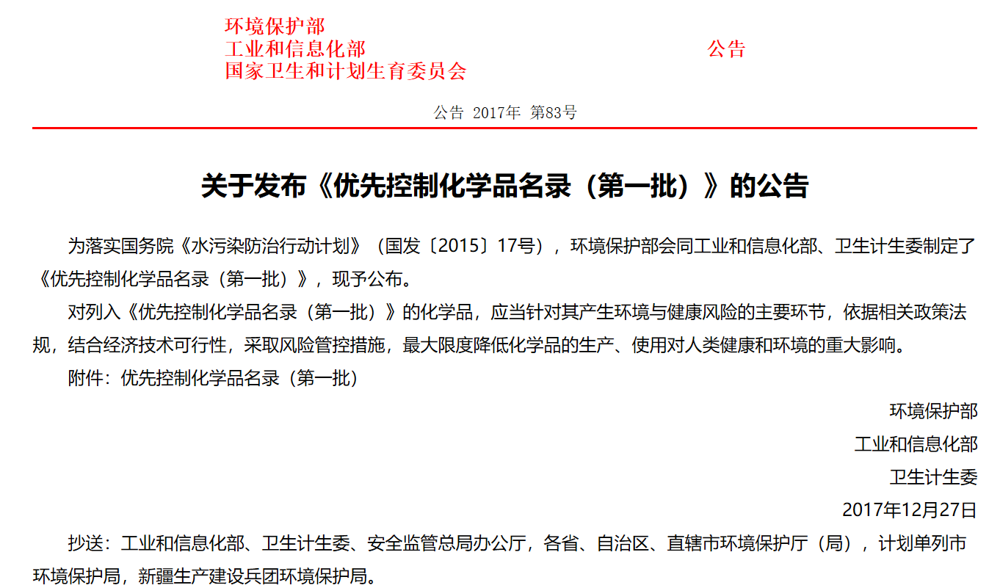 环境保护部
工业和信息化部
国家卫生和计划生育委员会
公告
公告 2017年 第83号
关于发布《优先控制化学品名录（第一批）》的公告
为落实国务院《水污染防治行动计划》（国发〔2015〕17号），环境保护部会同工业和信息化部、卫生计生委制定了
《优先控制化学品名录（第一批）》，现予公布。
对列入《优先控制化学品名录（第一批）》的化学品，应当针对其产生环境与健康风险的主要环节，依据相关政策法
规，结合经济技术可行性，采取风险管控措施，最大限度降低化学品的生产、使用对人类健康和环境的重大影响。
附件：优先控制化学品名录（第一批）
环境保护部
工业和信息化部
卫生计生委
2017年12月27日
抄送：工业和信息化部、卫生计生委、安全监管总局办公厅，各省、自治区、直辖市环境保护厅（局），计划单列市
环境保护局，新疆生产建设兵团环境保护局。